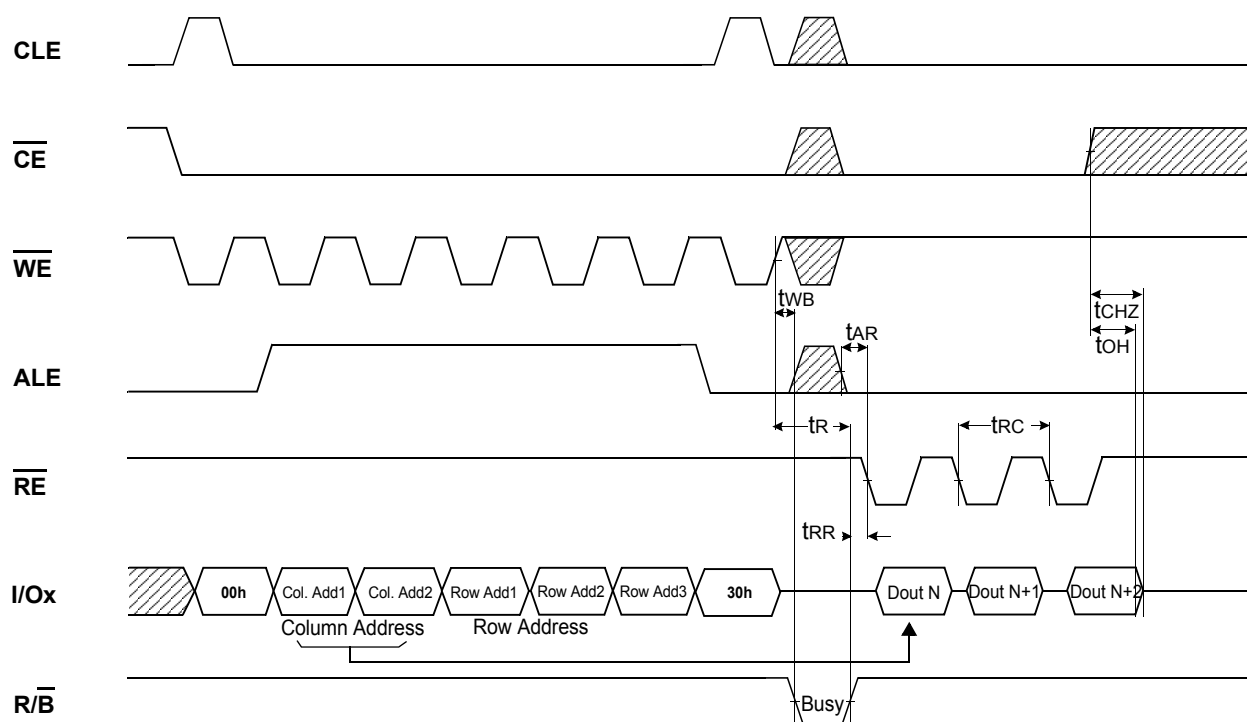 CLE
CE
WE
tWB
tCHZ
tAR
tOH
ALE
tR
tRC
RE
tRR
I/Ox
00h
Col. Add1
Col. Add2
Row Add1
Row Add2
Row Add3
30h
Dout N
Dout N+1
Dout N+2
Column Address
Row Address
R/B
Busy